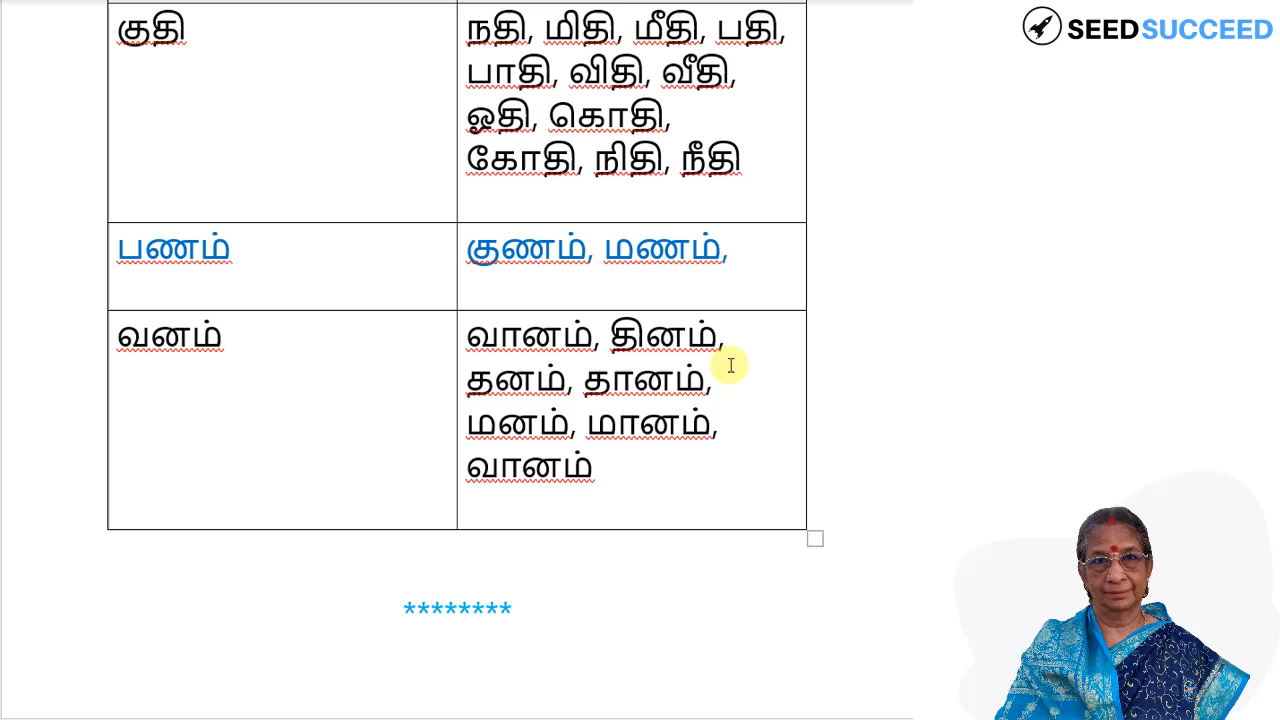 SEEDSUCCEED
குதி
நதி, மிதி, மீதி, பதி,
பாதி, விதி, வீதி,
ஓதி, கொதி,
கோதி, நிதி, நீதி
பணம்
குணம், மணம்,
வனம்
வானம், தினம்,
தனம், தானம்,
மனம், மானம்,
வானம்
********